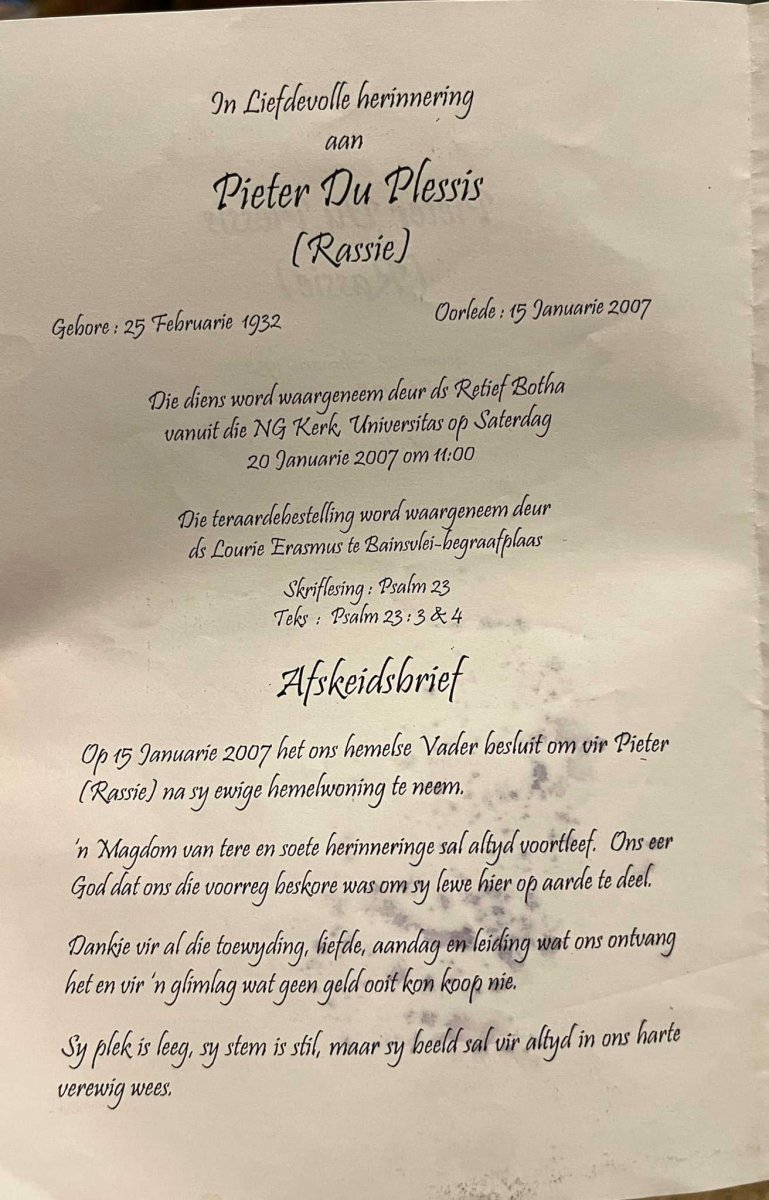 In Liefdevolle herinnering
aan
Pieter Du Plessis
(Rassie)
Gebore : 25 Februarie 1932
Oorlede : 15 Januarie 2007
Die diens word waargeneem deur ds Retief Botha
vanuit die NG Kerk, Universitas op Saterdag
20 Januarie 2007 om 11:00
Die teraardebestelling word waargeneem deur
ds Lourie Erasmus te Bainsvlei-begraafplaas
Skriflesing : Psalm 23
Teks : Psalm 23 : 3 & 4
Afskeidsbrief
Op 15 Januarie 2007 het ons hemelse Vader besluit om vir Pieter
(Rassie) na sy ewige hemelwoning te neem.
'n Magdom van tere en soete herinneringe sal altyd voortleef. Ons eer
God dat ons die voorreg beskore was om sy lewe hier op aarde te deel.
Dankie vir al die toewyding, liefde, aandag en leiding wat ons ontvang
het en vir 'n glimlag wat geen geld ooit kon koop nie.
Sy plek is leeg, sy stem is stil, maar sy beeld sal vir altyd in ons harte
verewig wees.